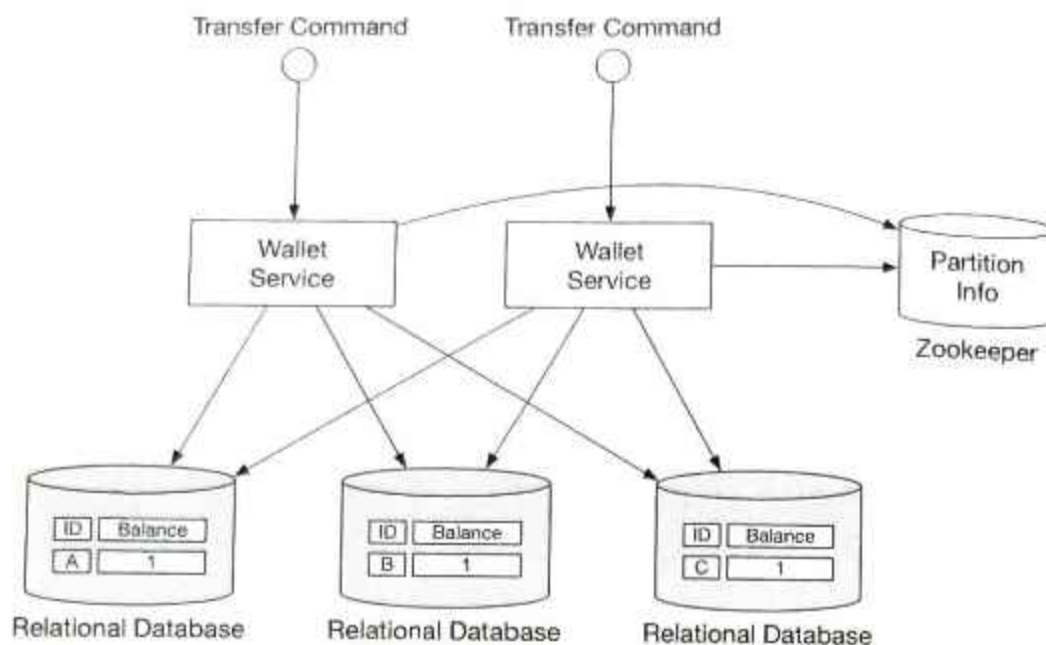 Transfer Command
Transfer Command
Wallet
Service
Wallet
Service
Partition
Info
Zookeeper
ID Balance
A 1
ID Balance
B 1
ID Balance
C 1
Relational Database
Relational Database
Relational Database